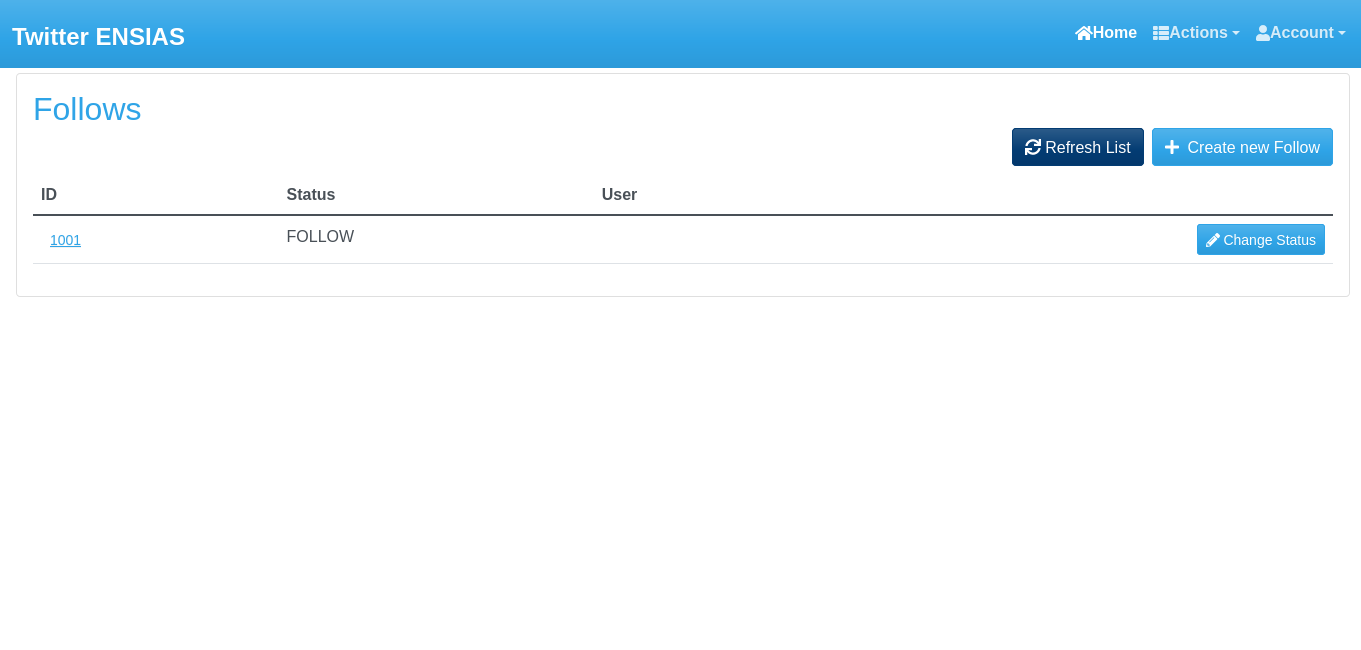 Twitter ENSIAS
Home Actions Account
Follows
Refresh List Create new Follow
ID Status User
1001 FOLLOW Change Status